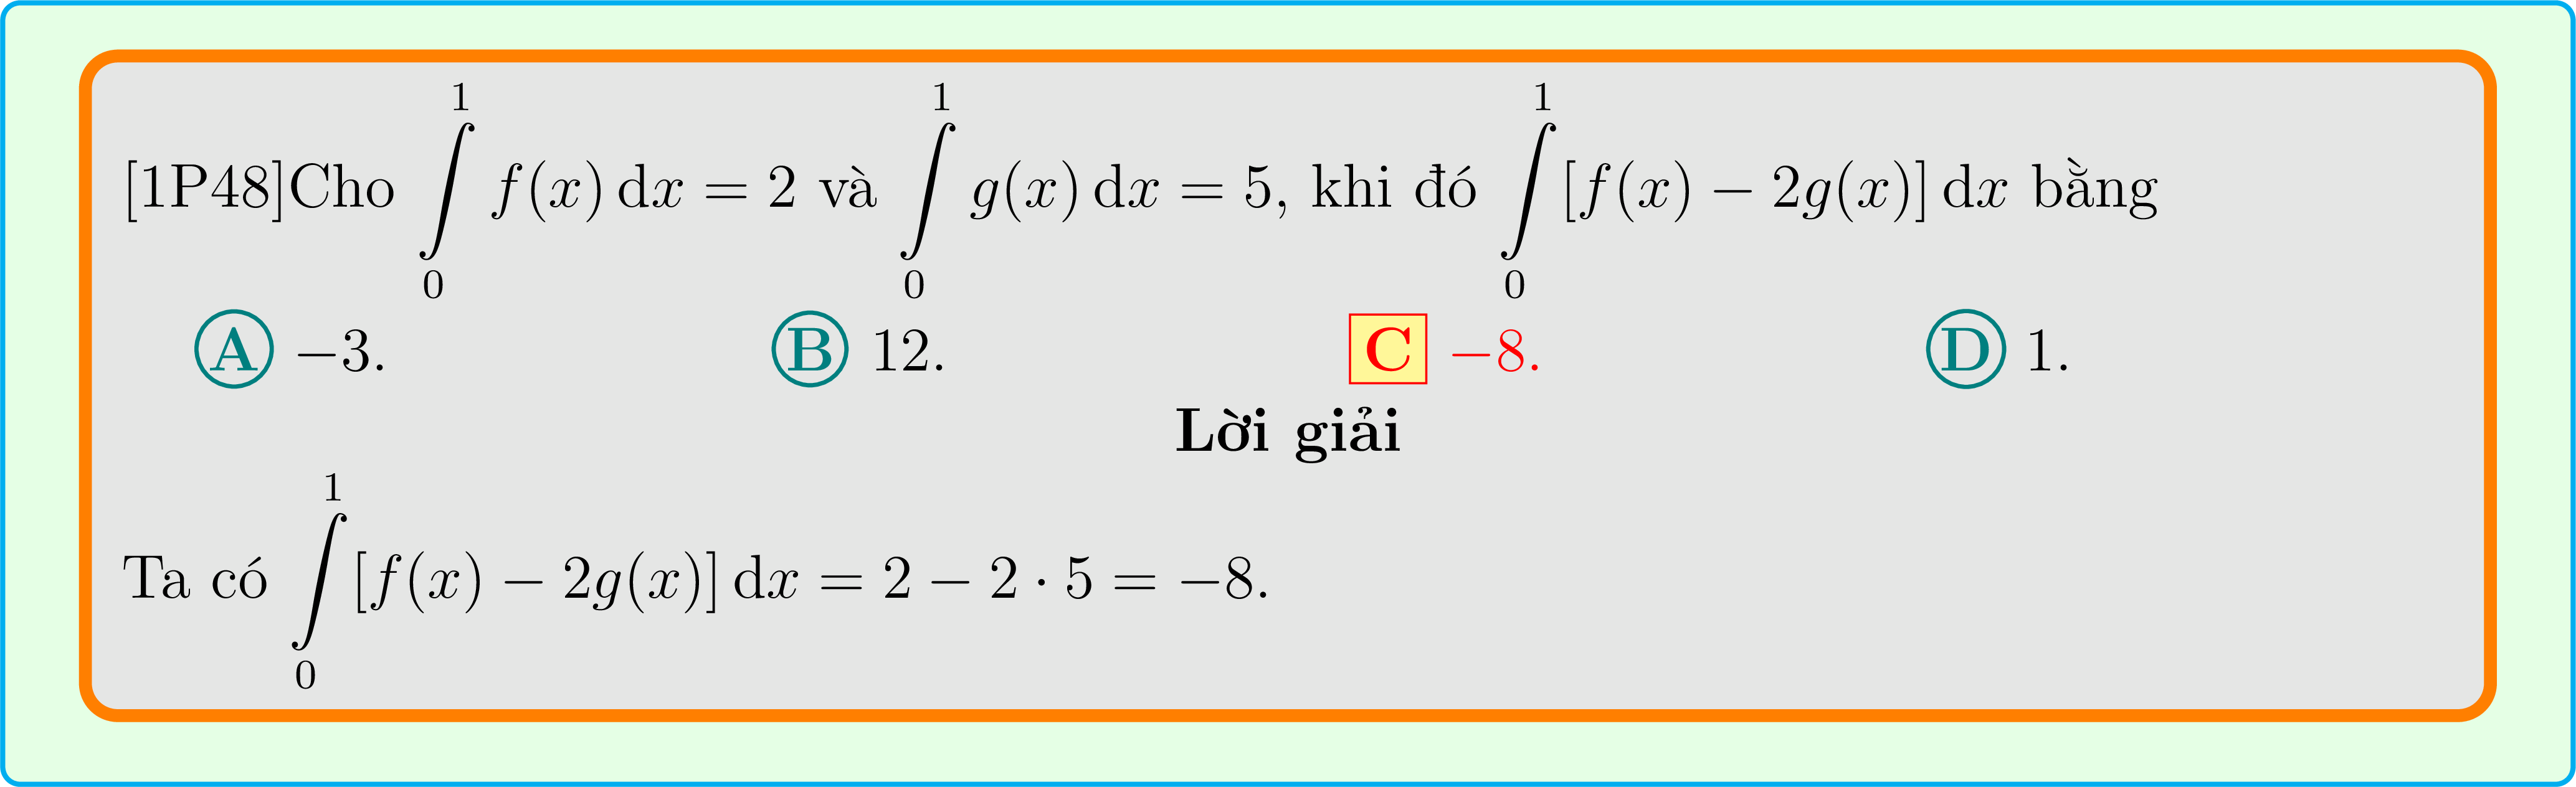 [1P48]Cho $\int\limits_0^1 f(x)\,\mathrm{d}x = 2$ và $\int\limits_0^1 g(x)\,\mathrm{d}x = 5$, khi đó $\int\limits_0^1 [f(x) - 2g(x)]\,\mathrm{d}x$ bằng
A −3. B 12. C −8. D 1.
Lời giải
Ta có $\int\limits_0^1 [f(x) - 2g(x)]\,\mathrm{d}x = 2 - 2 \cdot 5 = -8$.